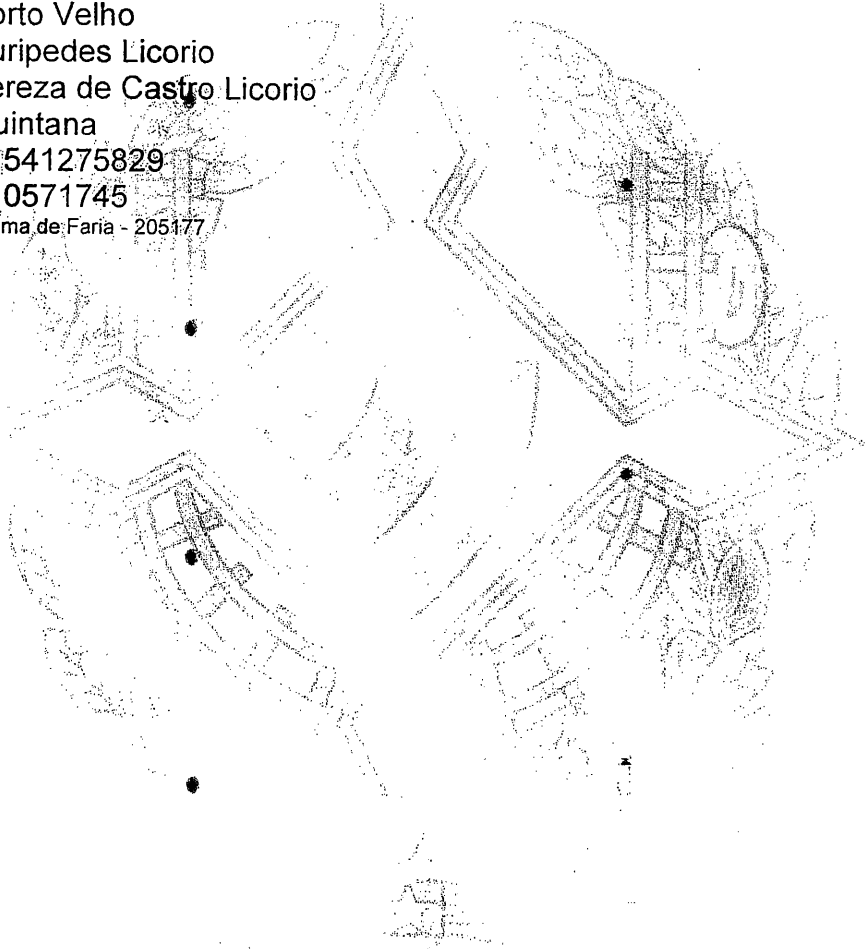 orto Velho
uripedes Licorio
ereza de Castro Licorio
uintana
541275829
0571745
ma de Faria - 205177